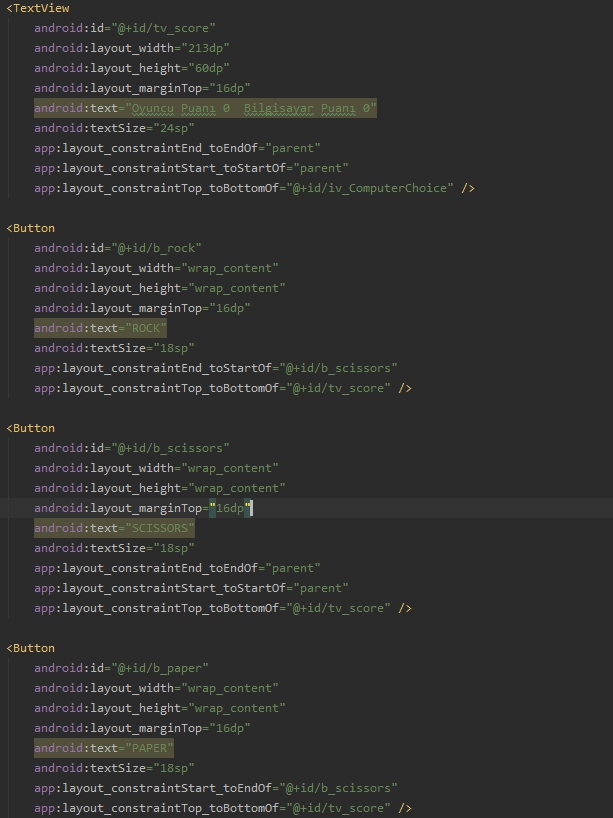 <TextView
android:id="@+id/tv_score"
android:layout_width="213dp"
android:layout_height="60dp"
android:layout_marginTop="16dp"
android:text="Oyuncu Puanı 0  Bilgisayar Puanı 0"
android:textSize="24sp"
app:layout_constraintEnd_toEndOf="parent"
app:layout_constraintStart_toStartOf="parent"
app:layout_constraintTop_toBottomOf="@+id/iv_ComputerChoice" />
<Button
android:id="@+id/b_rock"
android:layout_width="wrap_content"
android:layout_height="wrap_content"
android:layout_marginTop="16dp"
android:text="ROCK"
android:textSize="18sp"
app:layout_constraintEnd_toStartOf="@+id/b_scissors"
app:layout_constraintTop_toBottomOf="@+id/tv_score" />
<Button
android:id="@+id/b_scissors"
android:layout_width="wrap_content"
android:layout_height="wrap_content"
android:layout_marginTop="16dp"
android:text="SCISSORS"
android:textSize="18sp"
app:layout_constraintEnd_toEndOf="parent"
app:layout_constraintStart_toStartOf="parent"
app:layout_constraintTop_toBottomOf="@+id/tv_score" />
<Button
android:id="@+id/b_paper"
android:layout_width="wrap_content"
android:layout_height="wrap_content"
android:layout_marginTop="16dp"
android:text="PAPER"
android:textSize="18sp"
app:layout_constraintStart_toEndOf="@+id/b_scissors"
app:layout_constraintTop_toBottomOf="@+id/tv_score" />